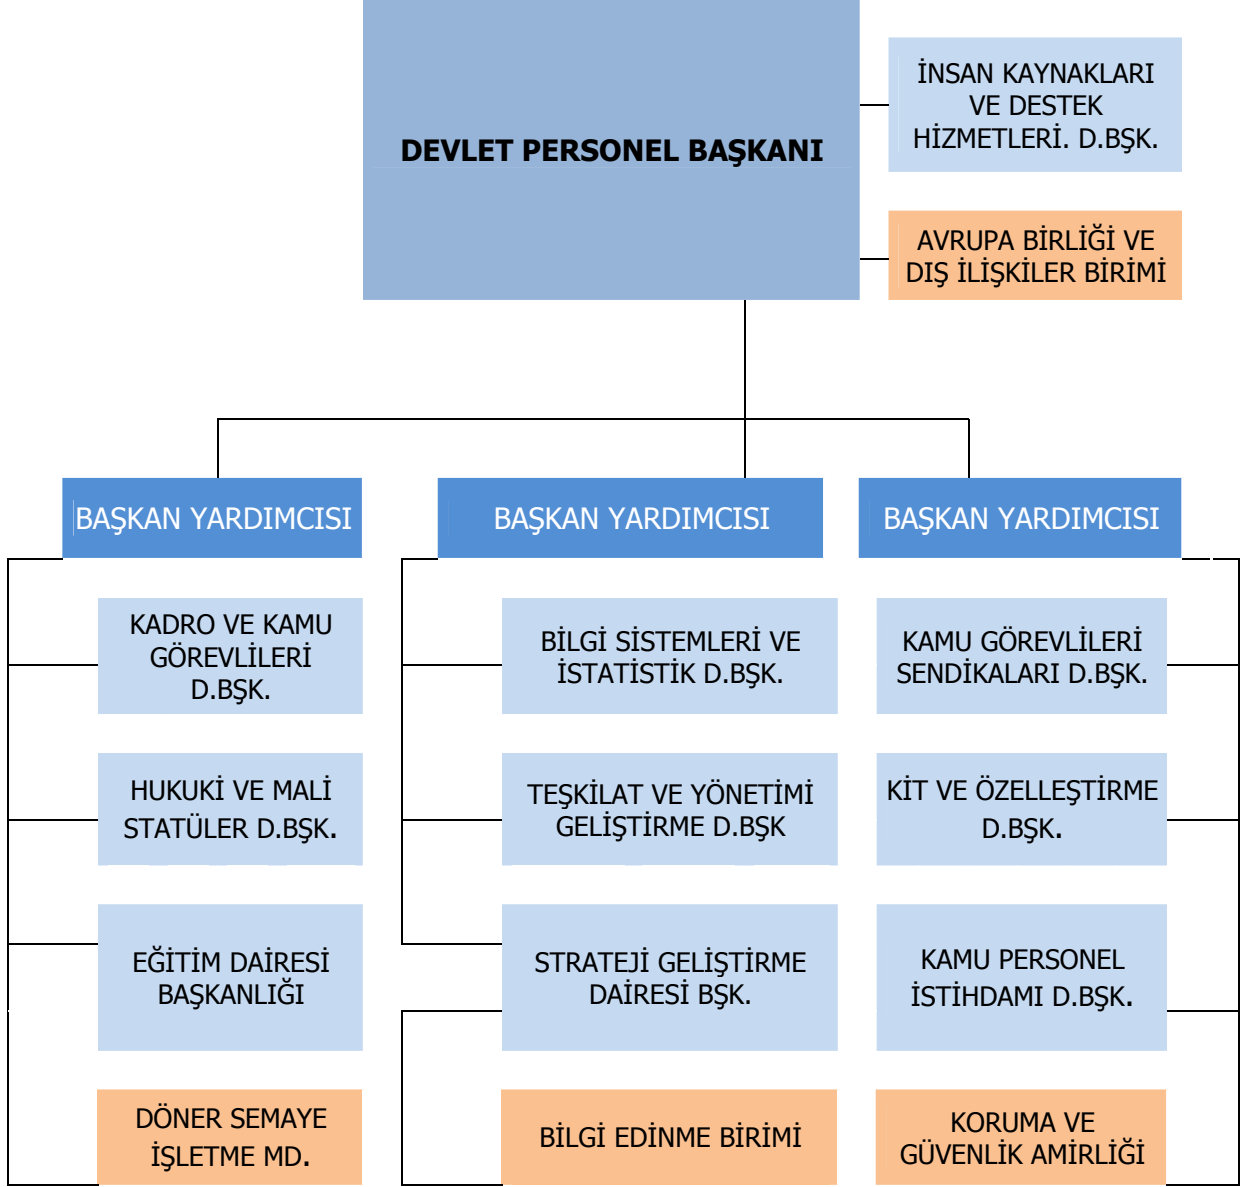 DEVLET PERSONEL BAŞKANI
İNSAN KAYNAKLARI
VE DESTEK
HİZMETLERİ. D.BŞK.
AVRUPA BİRLİĞİ VE
DIŞ İLİŞKİLER BİRİMİ
BAŞKAN YARDIMCISI
KADRO VE KAMU
GÖREVLİLERİ
D.BŞK.
HUKUKİ VE MALİ
STATÜLER D.BŞK.
EĞİTİM DAİRESİ
BAŞKANLIĞI
DÖNER SEMAYE
İŞLETME MD.
BAŞKAN YARDIMCISI
BİLGİ SİSTEMLERİ VE
İSTATİSTİK D.BŞK.
TEŞKİLAT VE YÖNETİMİ
GELİŞTİRME D.BŞK
STRATEJİ GELİŞTİRME
DAİRESİ BŞK.
BİLGİ EDİNME BİRİMİ
BAŞKAN YARDIMCISI
KAMU GÖREVLİLERİ
SENDİKALARI D.BŞK.
KİT VE ÖZELLEŞTİRME
D.BŞK.
KAMU PERSONEL
İSTİHDAMI D.BŞK.
KORUMA VE
GÜVENLİK AMİRLİĞİ